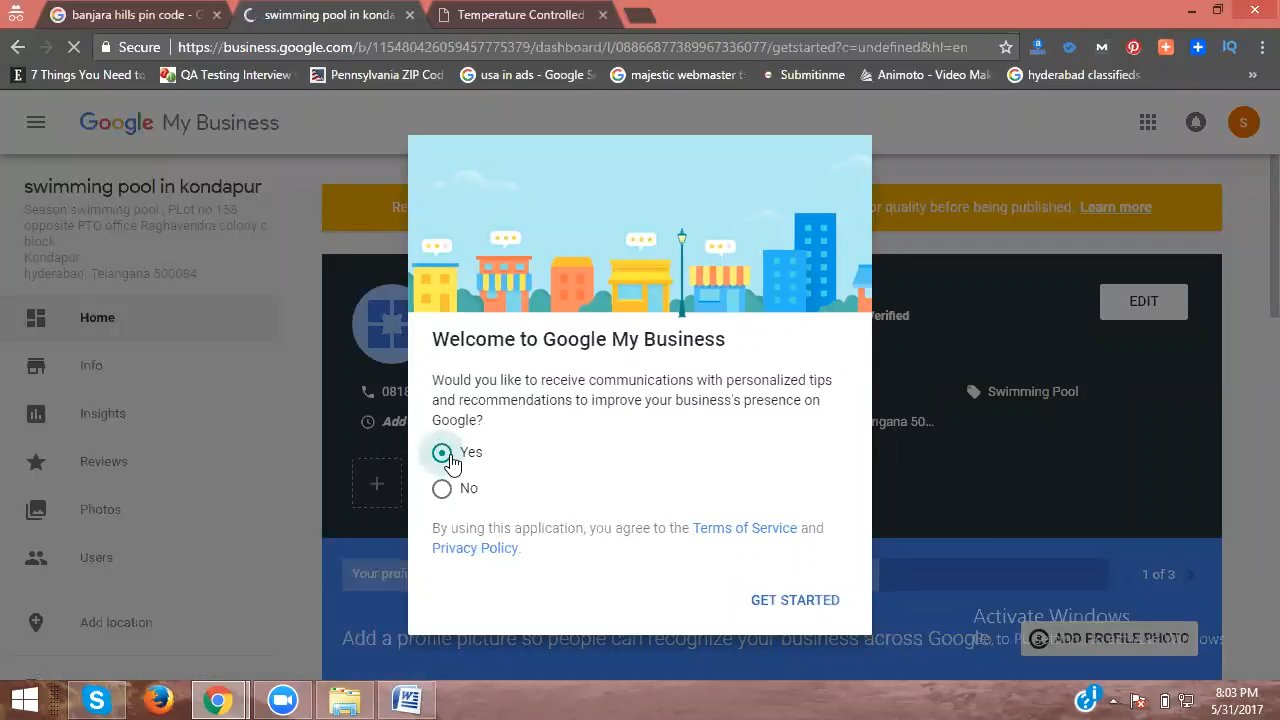 banjara hills pin code - G
swimming pool in konda
Temperature Controlled
Secure
https://business.google.com/b/115480426059457775379/dashboard/l/08866877389967336077/getstarted?c=undefined&hl=en
7 Things You Need to
QA Testing Interview
Pennsylvania ZIP Cod
usa in ads - Google Se
majestic webmaster t
Submitinme
Animoto - Video Mak
hyderabad classifieds
»
Google My Business
S
swimming pool in kondapur
Season swimming pool , PLot no 158
opposite PTO office Raghavendra colony c
block
Kondapur
hyderabad, Telangana 500084
Home
Info
Insights
Reviews
Photos
Users
Add location
or quality before being published. Learn more
EDIT
0818
Swimming Pool
Add
ngana 50...
Welcome to Google My Business
Would you like to receive communications with personalized tips
and recommendations to improve your business's presence on
Google?
Yes
No
By using this application, you agree to the Terms of Service and
Privacy Policy.
GET STARTED
1 of 3
Activate Windows
Add a profile picture so people can recognize your business across Google.
ADD PROFILE PHOTO
8:03 PM
5/31/2017